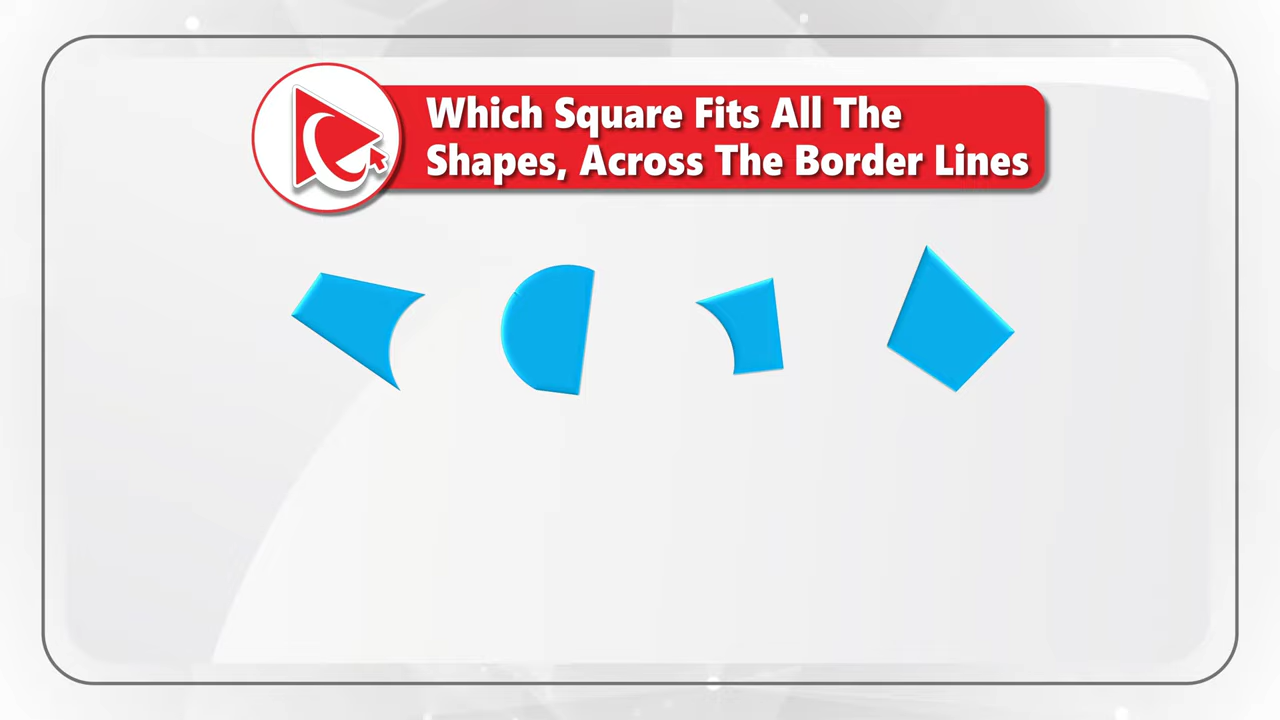 Which Square Fits All The
Shapes, Across The Border Lines